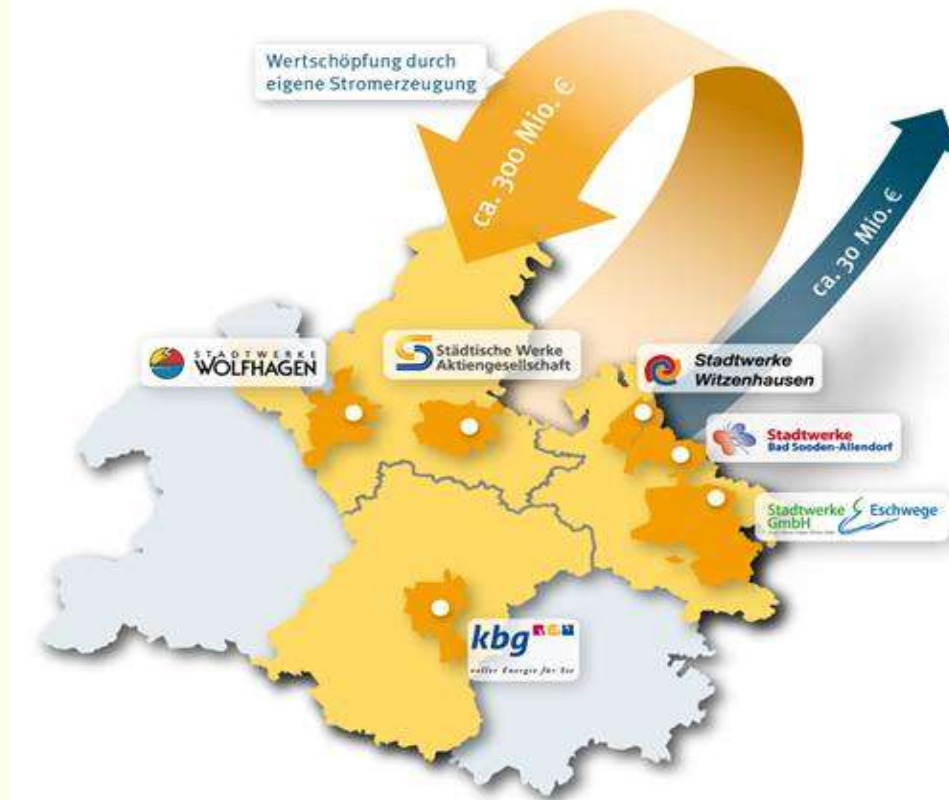 Wertschöpfung durch
eigene Stromerzeugung
ca. 300 Mio. €
ca. 30 Mio. €
STADTWERKE
WOLFHAGEN
Städtische Werke
Aktiengesellschaft
Stadtwerke
Witzenhausen
Stadtwerke
Bad Sooden-Allendorf
Stadtwerke Eschwege
GmbH
kbg
voller Energie für Sie